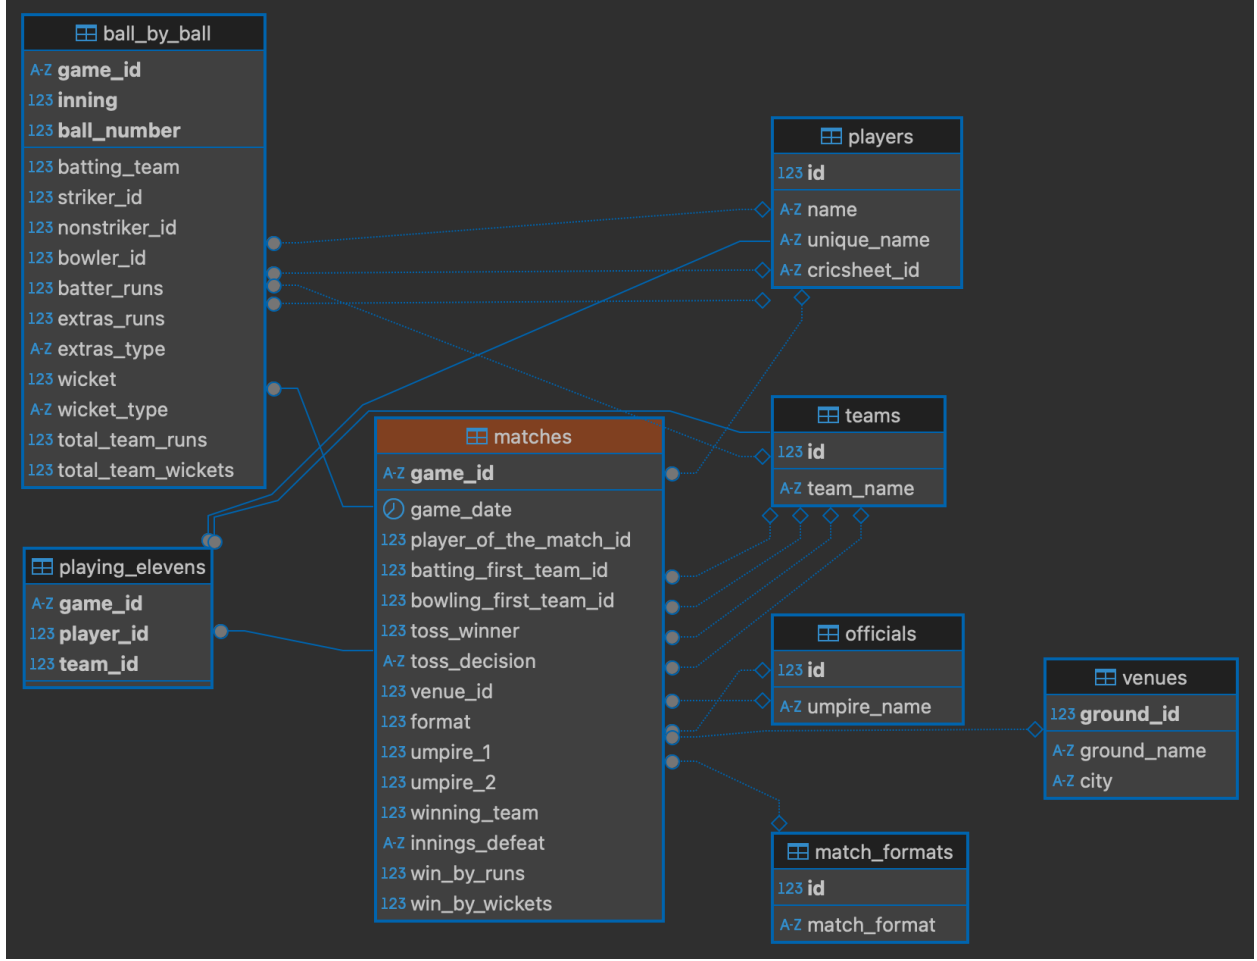 ball_by_ball
A-Z game_id
123 inning
123 ball_number
123 batting_team
123 striker_id
123 nonstriker_id
123 bowler_id
123 batter_runs
123 extras_runs
A-Z extras_type
123 wicket
A-Z wicket_type
123 total_team_runs
123 total_team_wickets
players
123 id
A-Z name
A-Z unique_name
A-Z cricsheet_id
teams
123 id
A-Z team_name
matches
A-Z game_id
game_date
123 player_of_the_match_id
123 batting_first_team_id
123 bowling_first_team_id
123 toss_winner
A-Z toss_decision
123 venue_id
123 format
123 umpire_1
123 umpire_2
123 winning_team
A-Z innings_defeat
123 win_by_runs
123 win_by_wickets
playing_elevens
A-Z game_id
123 player_id
123 team_id
officials
123 id
A-Z umpire_name
venues
123 ground_id
A-Z ground_name
A-Z city
match_formats
123 id
A-Z match_format